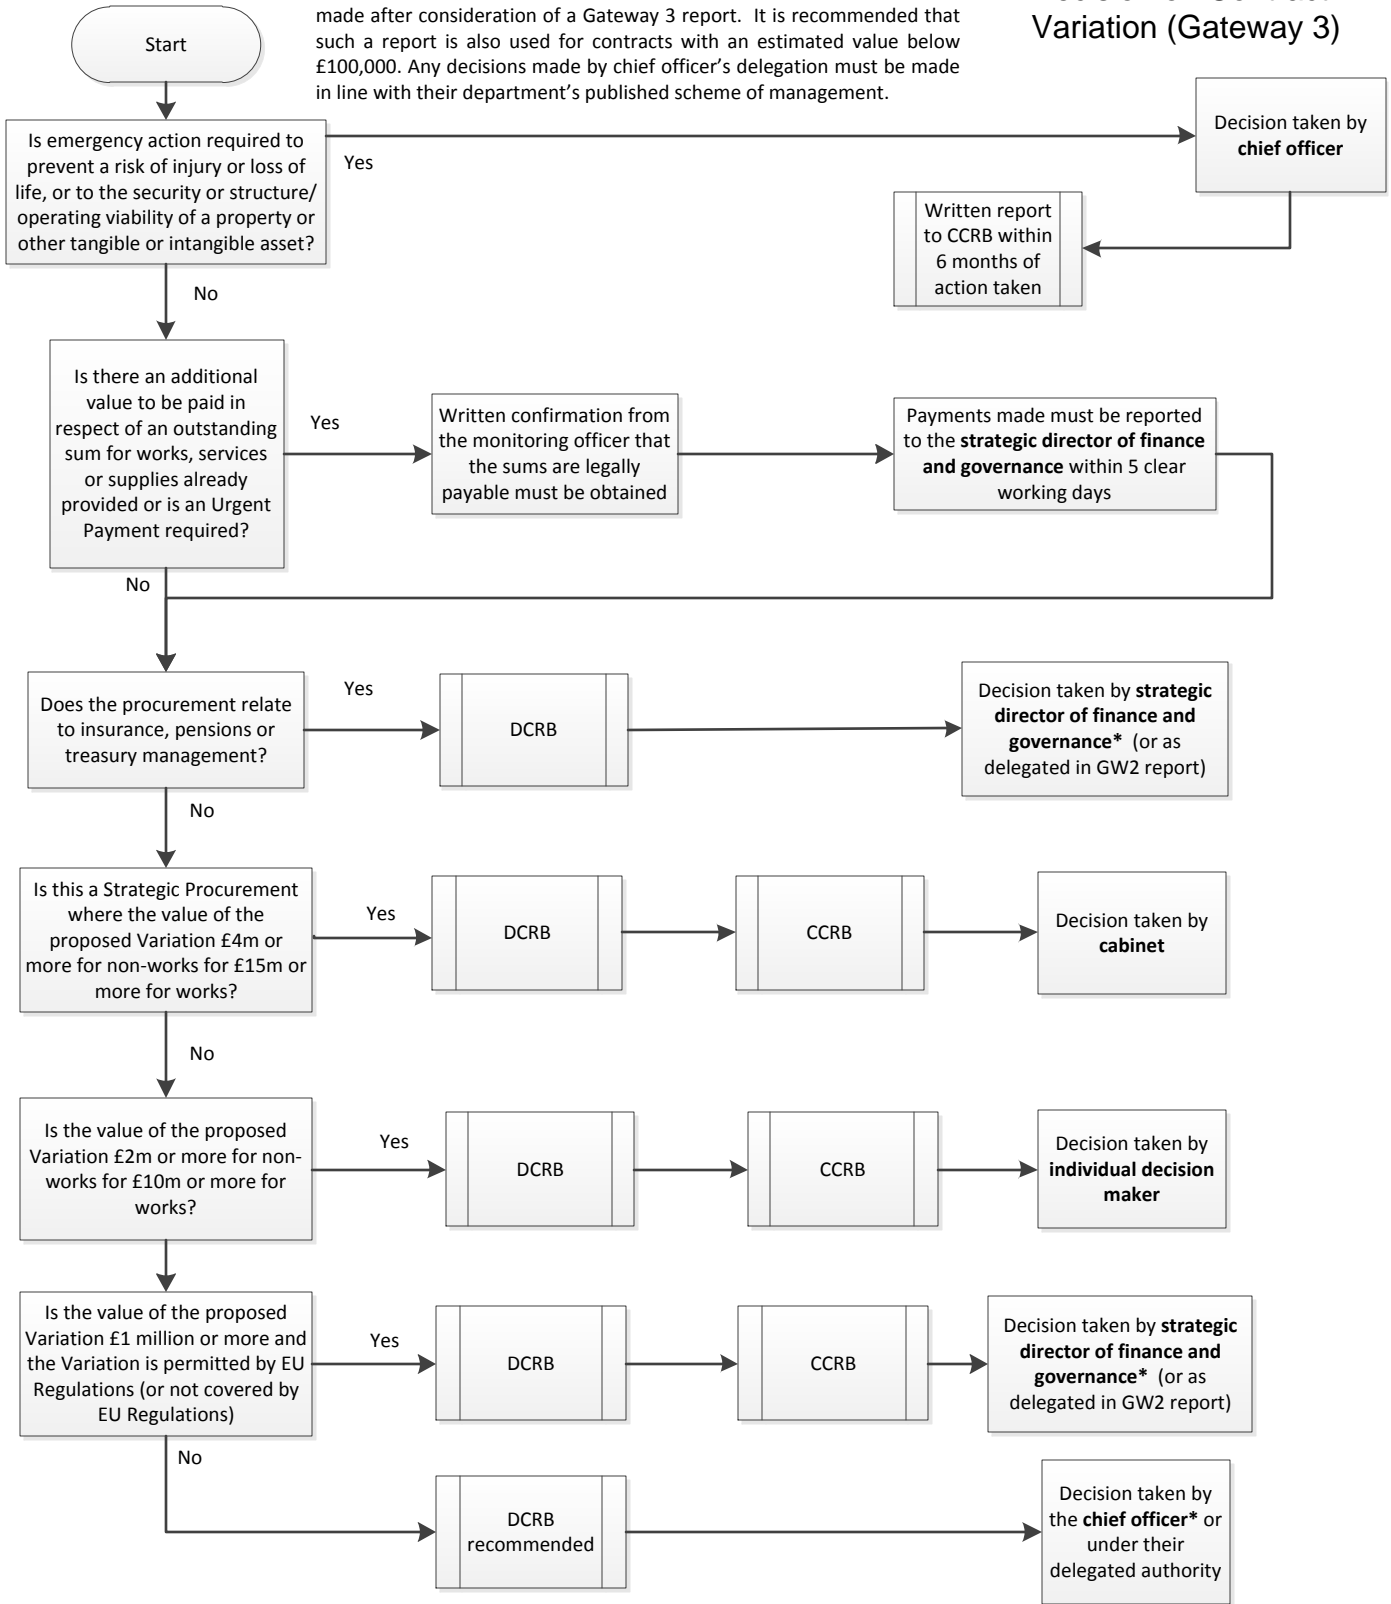 made after consideration of a Gateway 3 report. It is recommended that
such a report is also used for contracts with an estimated value below
£100,000. Any decisions made by chief officer’s delegation must be made
in line with their department’s published scheme of management.
Variation (Gateway 3)
Start
Is emergency action required to
prevent a risk of injury or loss of
life, or to the security or structure/
operating viability of a property or
other tangible or intangible asset?
Yes
Decision taken by
chief officer
Written report
to CCRB within
6 months of
action taken
No
Is there an additional
value to be paid in
respect of an outstanding
sum for works, services
or supplies already
provided or is an Urgent
Payment required?
Yes
Written confirmation from
the monitoring officer that
the sums are legally
payable must be obtained
Payments made must be reported
to the strategic director of finance
and governance within 5 clear
working days
No
Does the procurement relate
to insurance, pensions or
treasury management?
Yes
DCRB
Decision taken by strategic
director of finance and
governance* (or as
delegated in GW2 report)
No
Is this a Strategic Procurement
where the value of the
proposed Variation £4m or
more for non-works for £15m or
more for works?
Yes
DCRB
CCRB
Decision taken by
cabinet
No
Is the value of the proposed
Variation £2m or more for non-
works for £10m or more for
works?
Yes
DCRB
CCRB
Decision taken by
individual decision
maker
Is the value of the proposed
Variation £1 million or more and
the Variation is permitted by EU
Regulations (or not covered by
EU Regulations)
Yes
DCRB
CCRB
Decision taken by strategic
director of finance and
governance* (or as
delegated in GW2 report)
No
DCRB
recommended
Decision taken by
the chief officer* or
under their
delegated authority